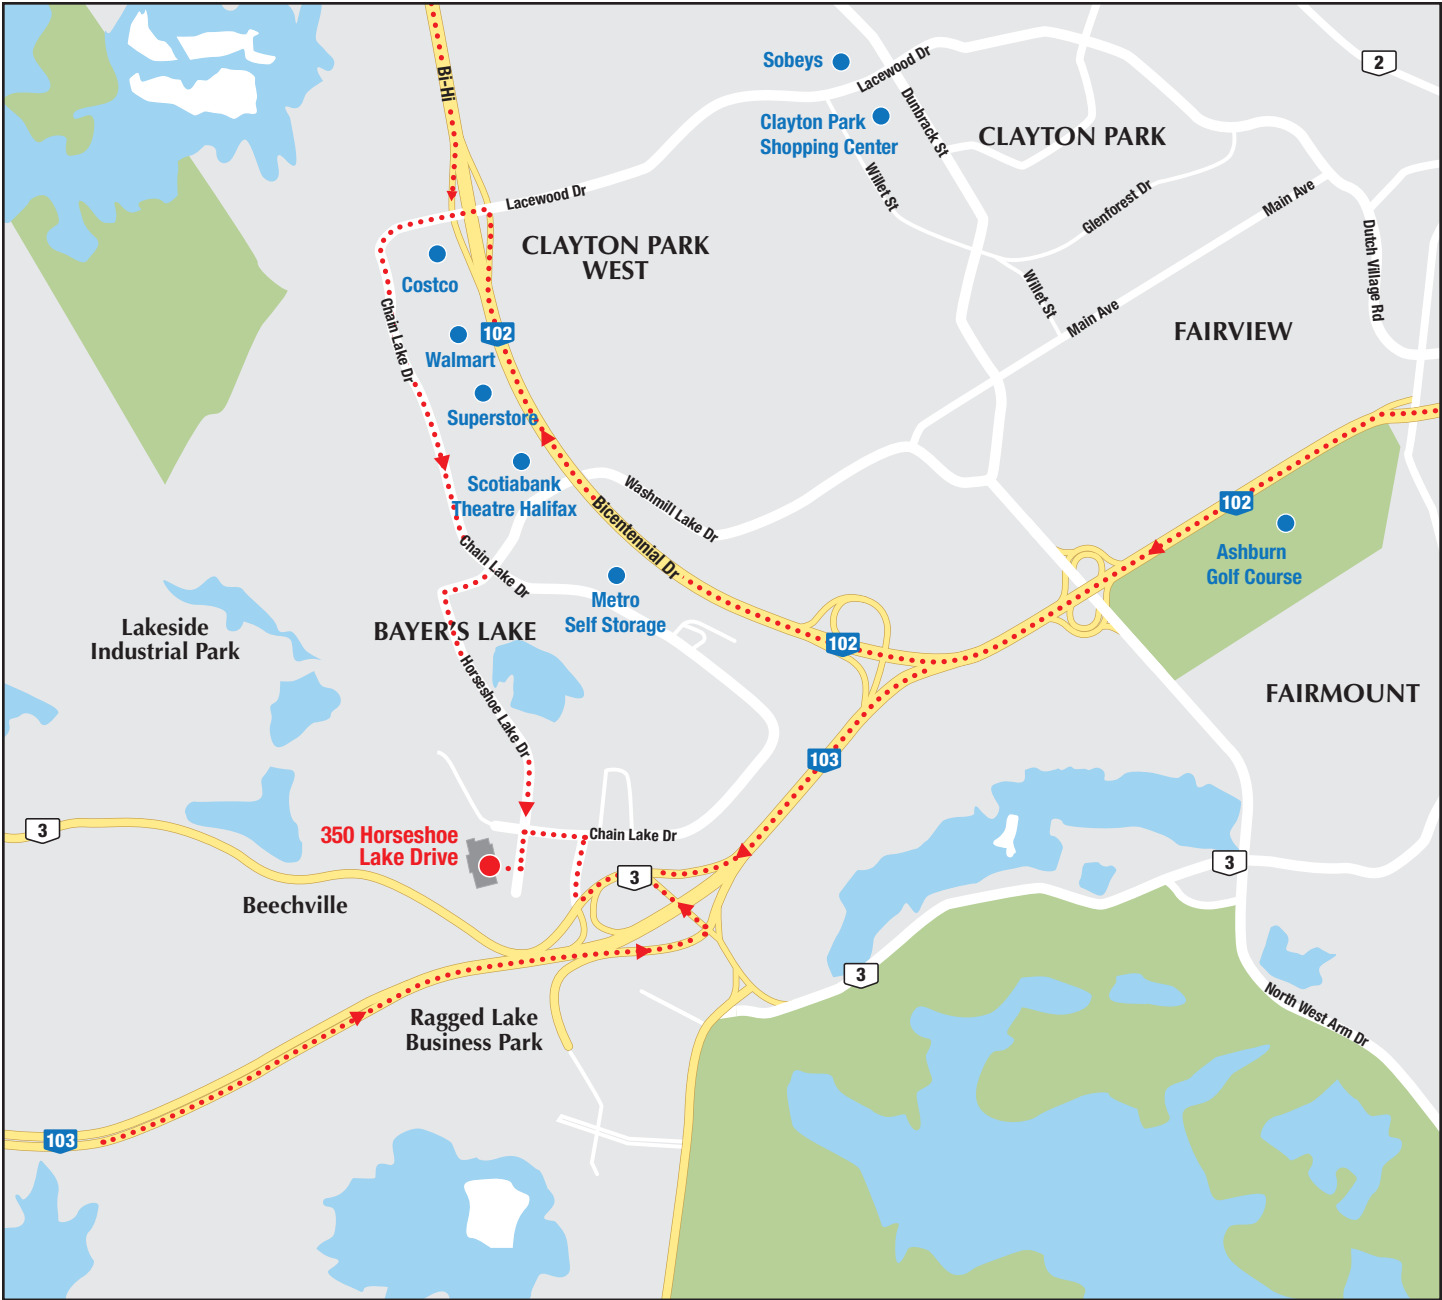 Bi-Hi
Sobeys
Lacewood Dr
2
Clayton Park
Shopping Center
Dunbrack St
CLAYTON PARK
Willet St
Lacewood Dr
Glenforest Dr
Main Ave
CLAYTON PARK
WEST
Dutch Village Rd
Costco
Chain Lake Dr
102
Willet St
Main Ave
FAIRVIEW
Walmart
Superstore
Scotiabank
Theatre Halifax
Washmill Lake Dr
Bicentennial Dr
102
Ashburn
Golf Course
Chain Lake Dr
Metro
Self Storage
Lakeside
Industrial Park
BAYER'S LAKE
102
Horseshoe Lake Dr
FAIRMOUNT
103
3
350 Horseshoe
Lake Drive
Chain Lake Dr
3
3
Beechville
3
North West Arm Dr
Ragged Lake
Business Park
103